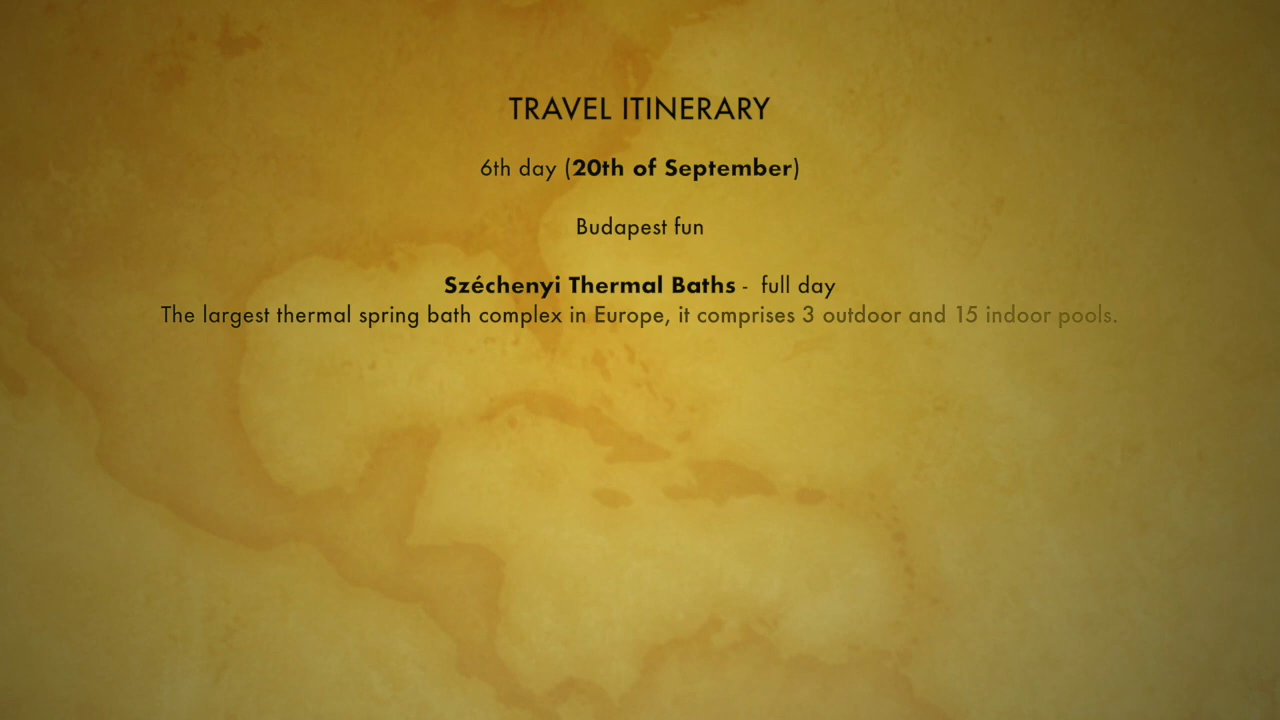 TRAVEL ITINERARY
6th day (20th of September)
Budapest fun
Széchenyi Thermal Baths - full day
The largest thermal spring bath complex in Europe, it comprises 3 outdoor and 15 indoor pools.